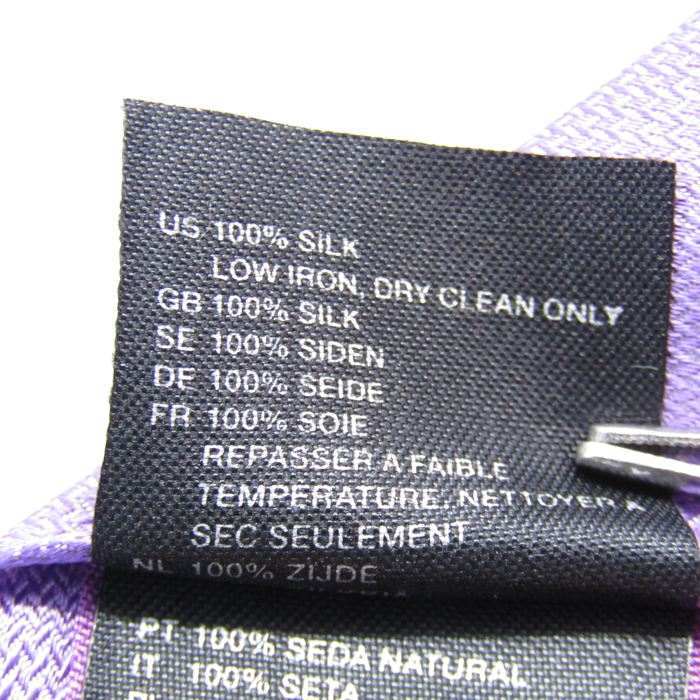 US 100% SILK
LOW IRON, DRY CLEAN ONLY
GB 100% SILK
SE 100% SIDEN
DE 100% SEIDE
FR 100% SOIE
REPASSER A FAIBLE
TEMPERATURE, NETTOYER A
SEC SEULEMENT
NL 100% ZIJDE
PT 100% SEDA NATURAL
IT 100% SETA